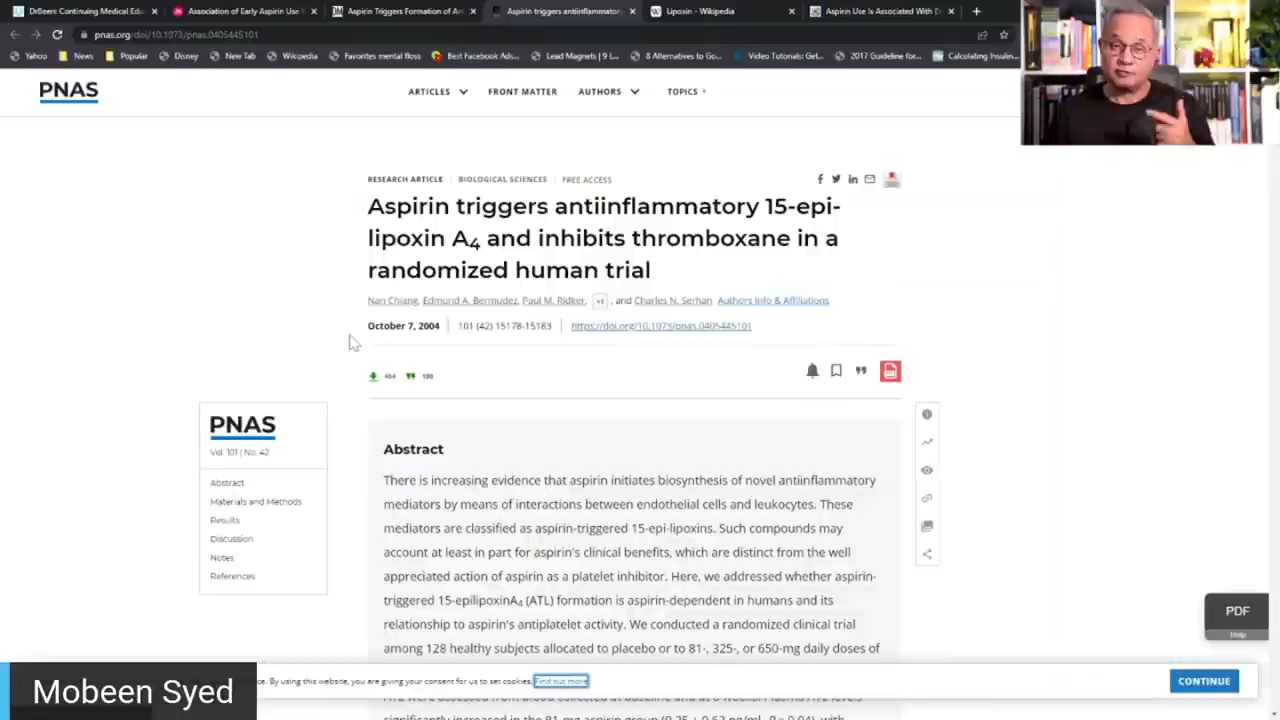 DrBeen Continuing Medical Edu
Association of Early Aspirin Use W
Aspirin Triggers Formation of An
Aspirin triggers antiinflammatory
Lipoxin - Wikipedia
Aspirin Use Is Associated With D
pnas.org/doi/10.1073/pnas.0405445101
Yahoo
News
Popular
Disney
New Tab
Wikipedia
Favorites mental floss
Best Facebook Ads...
Lead Magnets | 9 L...
8 Alternatives to Go...
Video Tutorials: Get...
2017 Guideline for...
Calculating Insulin
PNAS
ARTICLES
FRONT MATTER
AUTHORS
TOPICS +
RESEARCH ARTICLE | BIOLOGICAL SCIENCES | FREE ACCESS
Aspirin triggers antiinflammatory 15-epi-
lipoxin A4 and inhibits thromboxane in a
randomized human trial
Nan Chiang, Edmund A. Bermudez, Paul M. Ridker, +1 , and Charles N. Serhan Authors Info & Affiliations
October 7, 2004 | 101 (42) 15178-15183 | https://doi.org/10.1073/pnas.0405445101
PNAS
Vol. 101 | No. 42
Abstract
Materials and Methods
Results
Discussion
Notes
References
Abstract
There is increasing evidence that aspirin initiates biosynthesis of novel antiinflammatory
mediators by means of interactions between endothelial cells and leukocytes. These
mediators are classified as aspirin-triggered 15-epi-lipoxins. Such compounds may
account at least in part for aspirin's clinical benefits, which are distinct from the well
appreciated action of aspirin as a platelet inhibitor. Here, we addressed whether aspirin-
triggered 15-epilipoxinA4 (ATL) formation is aspirin-dependent in humans and its
relationship to aspirin's antiplatelet activity. We conducted a randomized clinical trial
among 128 healthy subjects allocated to placebo or to 81-, 325-, or 650-mg daily doses of
PDF
Help
By using this website, you are giving your consent for us to set cookies. Find out more
CONTINUE
Mobeen Syed